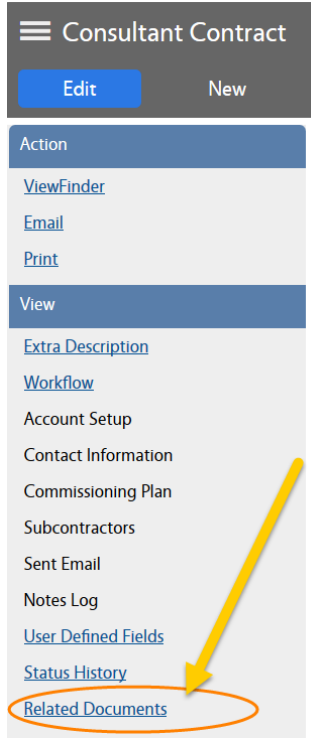 Consultant Contract
Edit New
Action
ViewFinder
Email
Print
View
Extra Description
Workflow
Account Setup
Contact Information
Commissioning Plan
Subcontractors
Sent Email
Notes Log
User Defined Fields
Status History
Related Documents